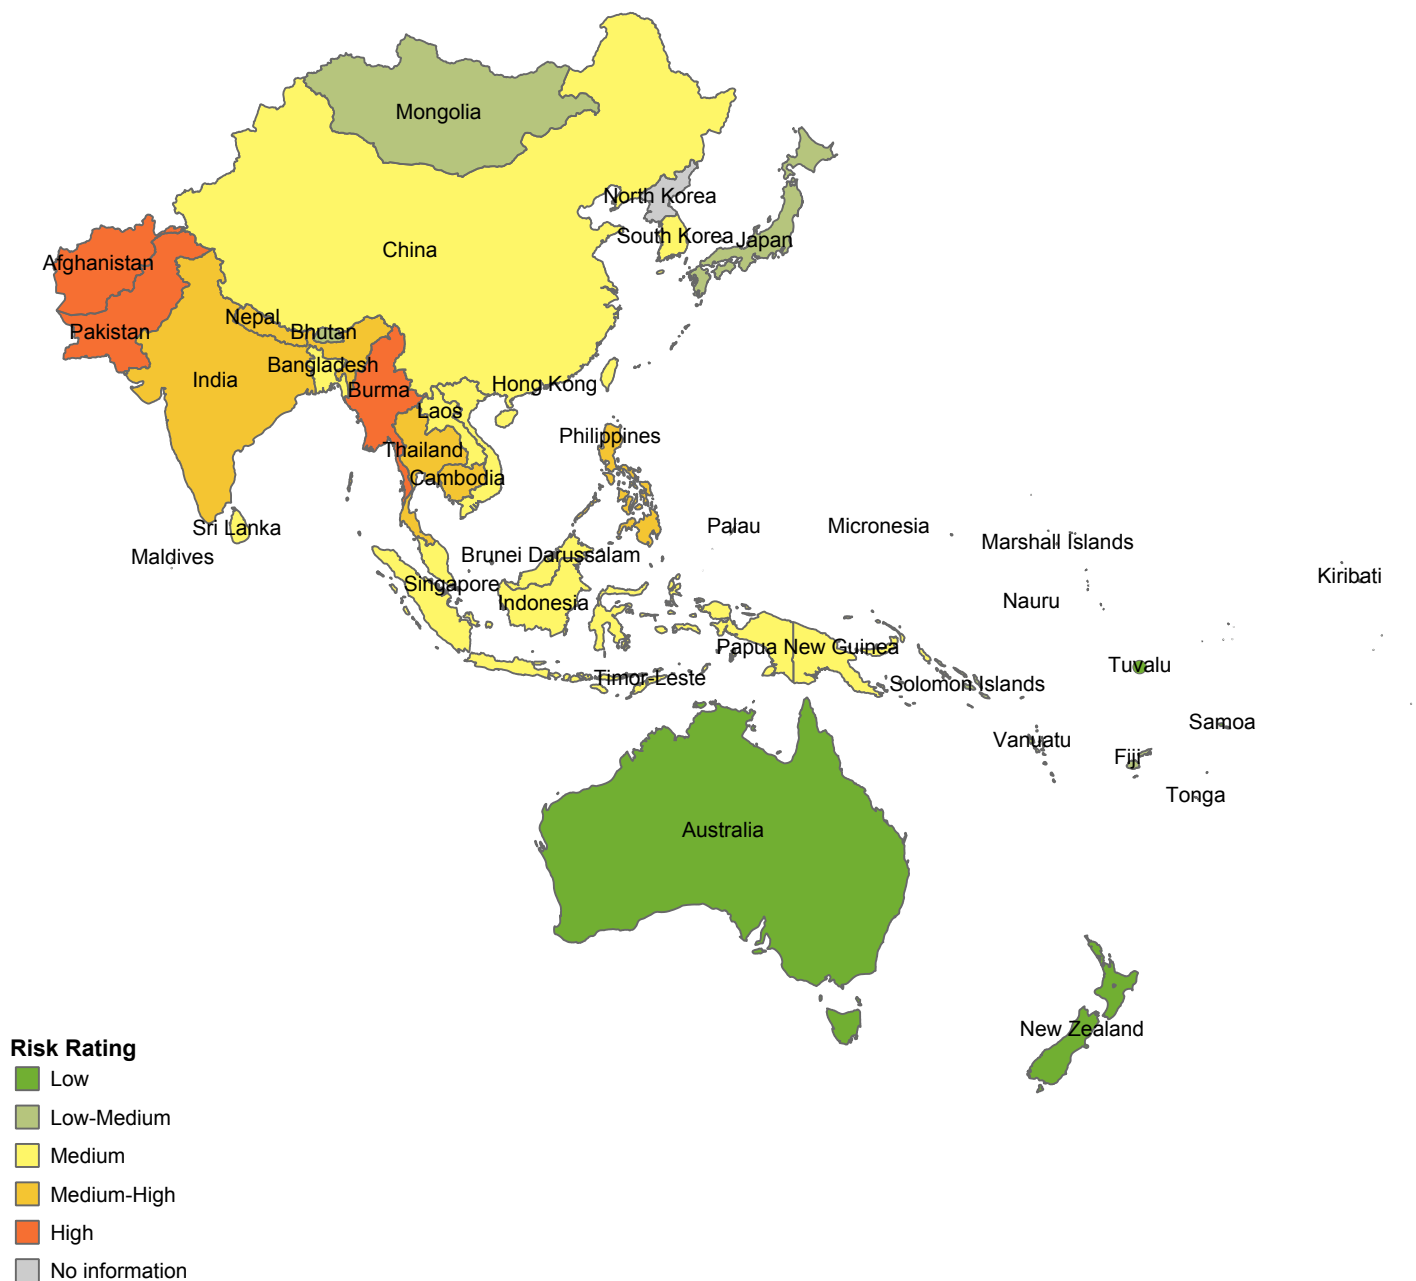 Mongolia
North Korea
South Korea
Japan
China
Afghanistan
Pakistan
Nepal
Bhutan
Bangladesh
India
Burma
Hong Kong
Laos
Philippines
Thailand
Cambodia
Sri Lanka
Maldives
Palau
Micronesia
Marshall Islands
Brunei Darussalam
Kiribati
Singapore
Indonesia
Nauru
Papua New Guinea
Tuvalu
Timor-Leste
Solomon Islands
Samoa
Vanuatu
Fiji
Tonga
Australia
New Zealand
Risk Rating
Low
Low-Medium
Medium
Medium-High
High
No information